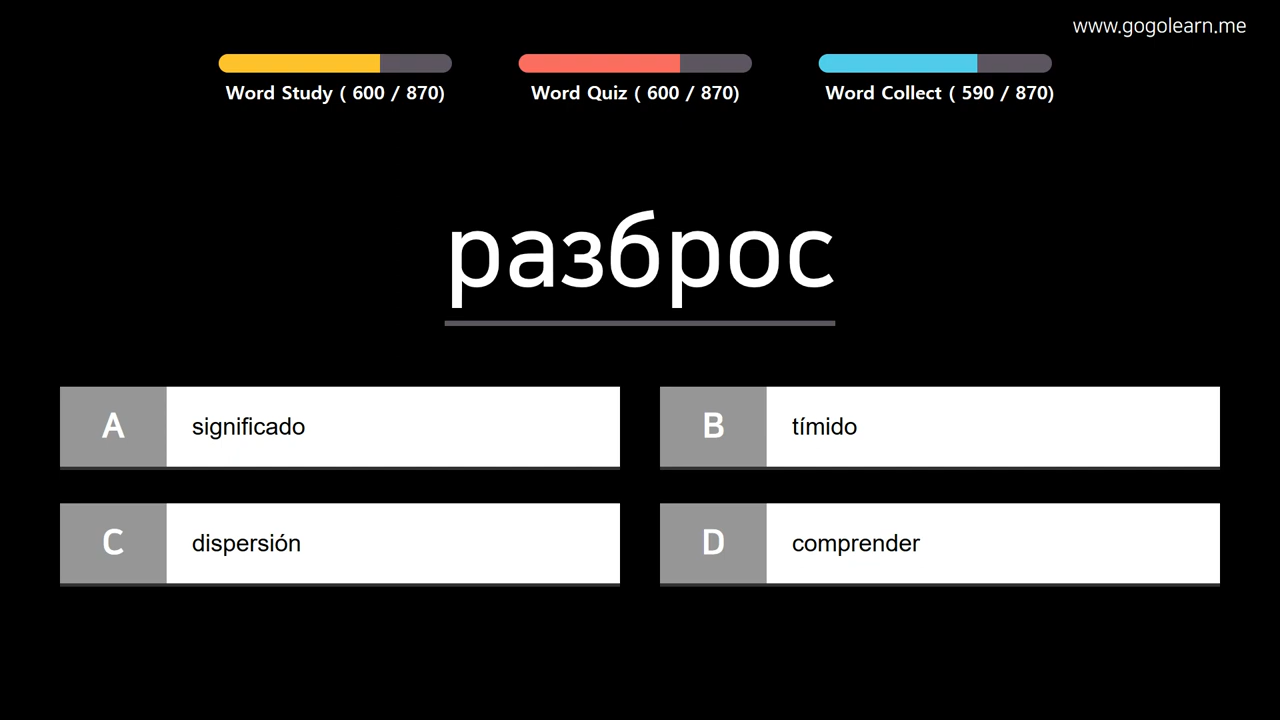 www.gogolearn.me
Word Study ( 600 / 870)
Word Quiz ( 600 / 870)
Word Collect ( 590 / 870)
разброс
A significado
B tímido
C dispersión
D comprender